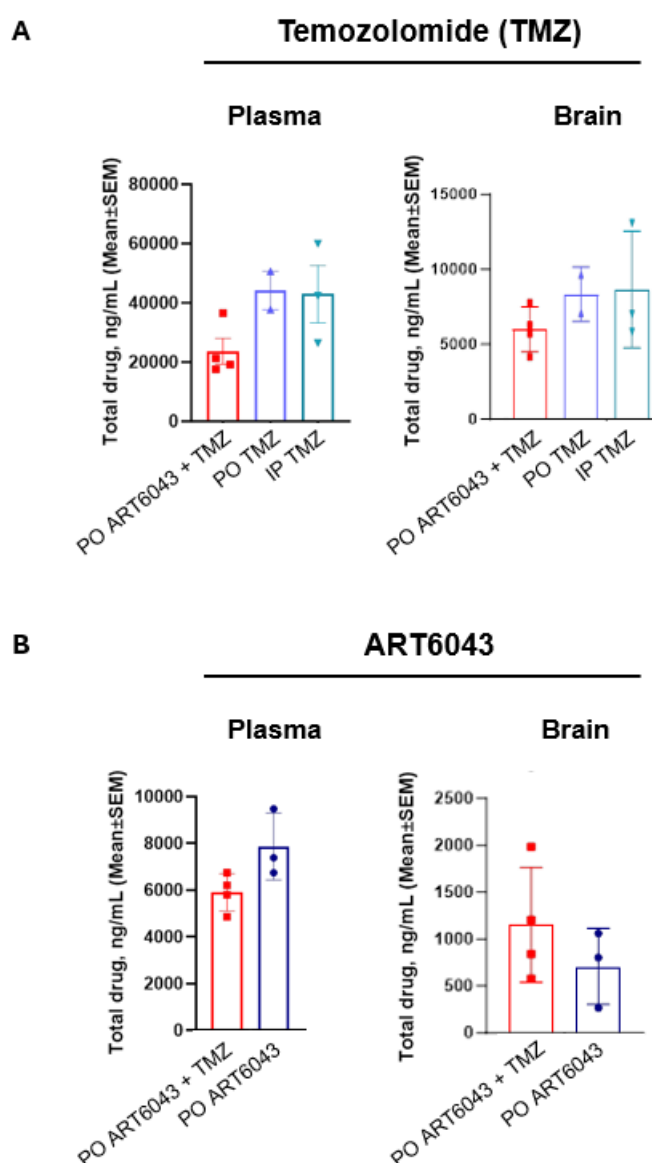 A
Temozolomide (TMZ)
Plasma
Brain
Total drug, ng/mL (Mean±SEM)
80000
60000
40000
20000
0
PO ART6043 + TMZ
PO TMZ
IP TMZ
Total drug, ng/mL (Mean±SEM)
15000
10000
5000
0
PO ART6043 + TMZ
PO TMZ
IP TMZ
B
ART6043
Plasma
Brain
Total drug, ng/mL (Mean±SEM)
10000
8000
6000
4000
2000
0
PO ART6043 + TMZ
PO ART6043
Total drug, ng/mL (Mean±SEM)
2500
2000
1500
1000
500
0
PO ART6043 + TMZ
PO ART6043